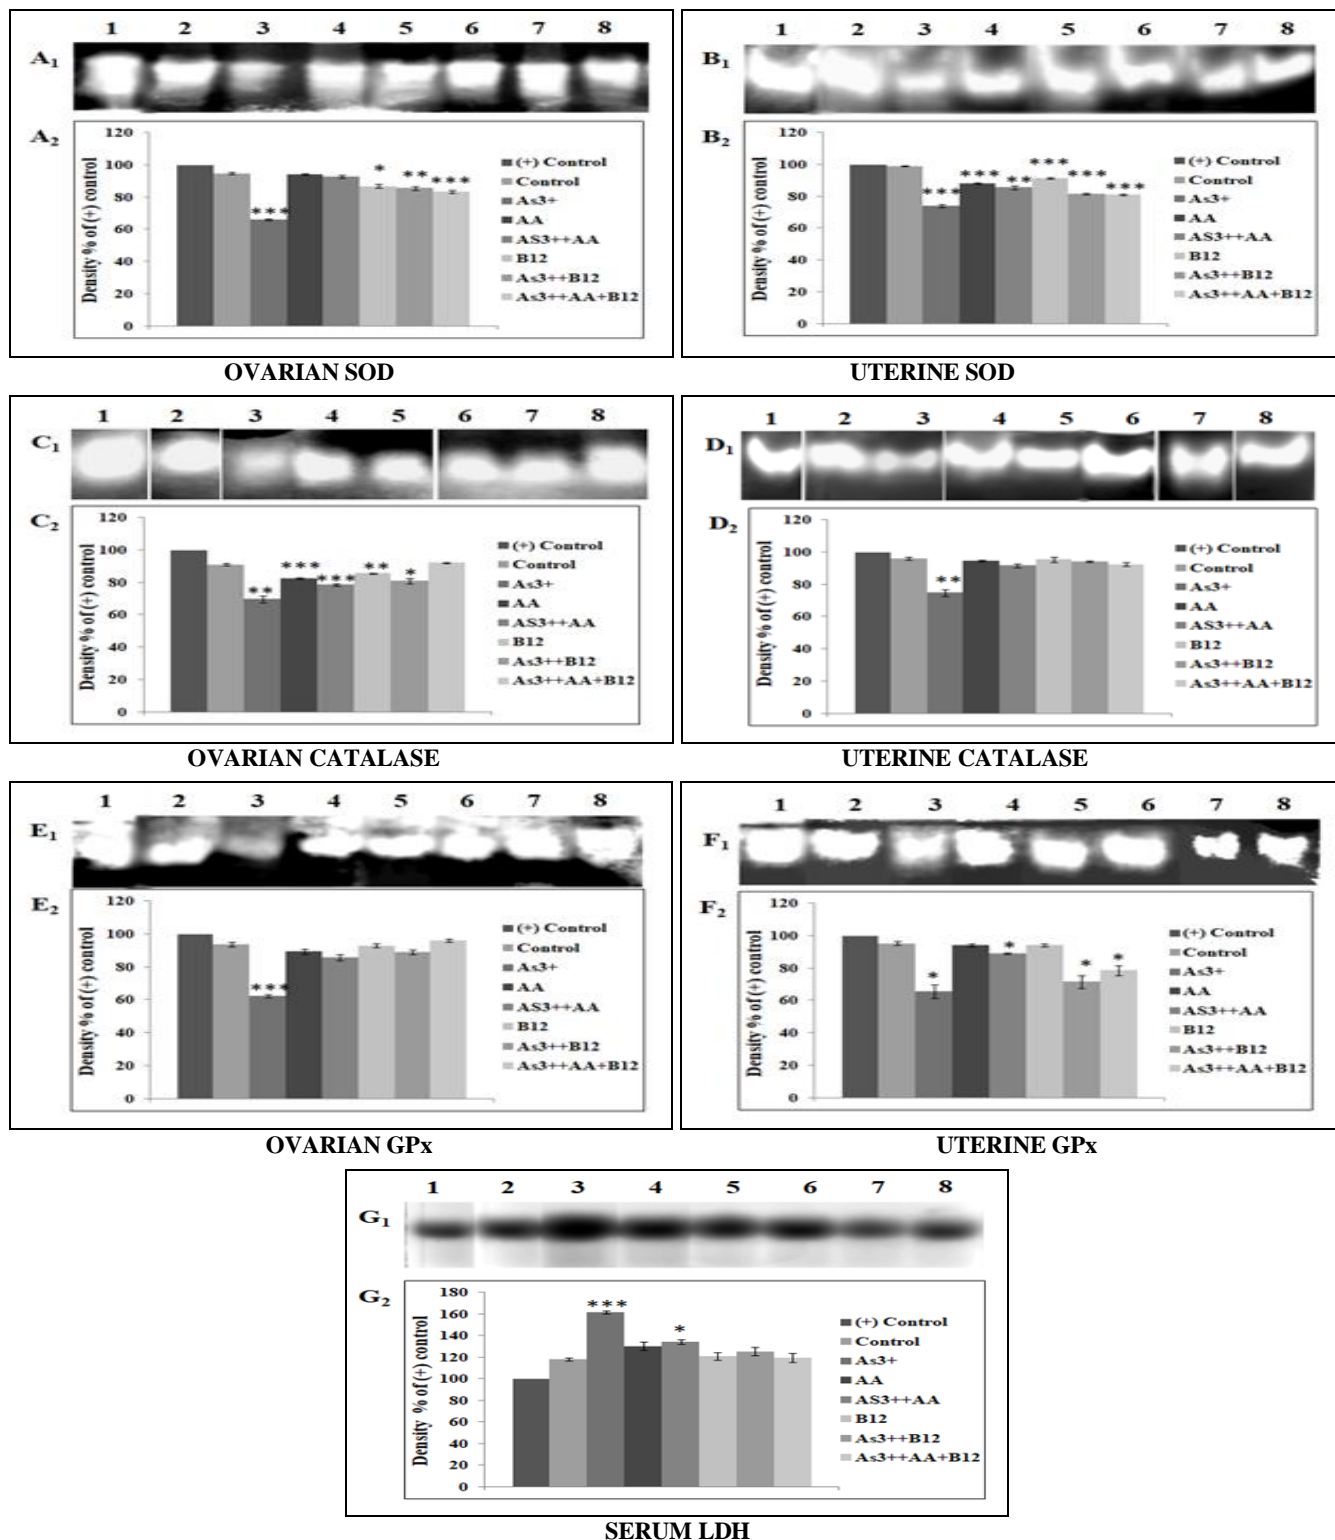 1 2 3 4 5 6 7 8
A1
A2
Density % of (+) control
120
100
80
60
40
20
0
***
*
**
***
(+) Control
Control
As3+
AA
AS3++AA
B12
As3++B12
As3++AA+B12
OVARIAN SOD
1 2 3 4 5 6 7 8
B1
B2
Density % of (+) control
120
100
80
60
40
20
0
***
***
**
***
***
***
(+) Control
Control
As3+
AA
AS3++AA
B12
As3++B12
As3++AA+B12
UTERINE SOD
1 2 3 4 5 6 7 8
C1
C2
Density % of (+) control
120
100
80
60
40
20
0
**
***
***
**
*
(+) Control
Control
As3+
AA
AS3++AA
B12
As3++B12
As3++AA+B12
OVARIAN CATALASE
1 2 3 4 5 6 7 8
D1
D2
Density % of (+) control
120
100
80
60
40
20
0
**
(+) Control
Control
As3+
AA
AS3++AA
B12
As3++B12
As3++AA+B12
UTERINE CATALASE
1 2 3 4 5 6 7 8
E1
E2
Density % of (+) control
120
100
80
60
40
20
0
***
(+) Control
Control
As3+
AA
AS3++AA
B12
As3++B12
As3++AA+B12
OVARIAN GPx
1 2 3 4 5 6 7 8
F1
F2
Density % of (+) control
120
100
80
60
40
20
0
*
*
*
*
(+) Control
Control
As3+
AA
AS3++AA
B12
As3++B12
As3++AA+B12
UTERINE GPx
1 2 3 4 5 6 7 8
G1
G2
Density % of (+) control
180
160
140
120
100
80
60
40
20
0
***
*
(+) Control
Control
As3+
AA
AS3++AA
B12
As3++B12
As3++AA+B12
SERUM LDH